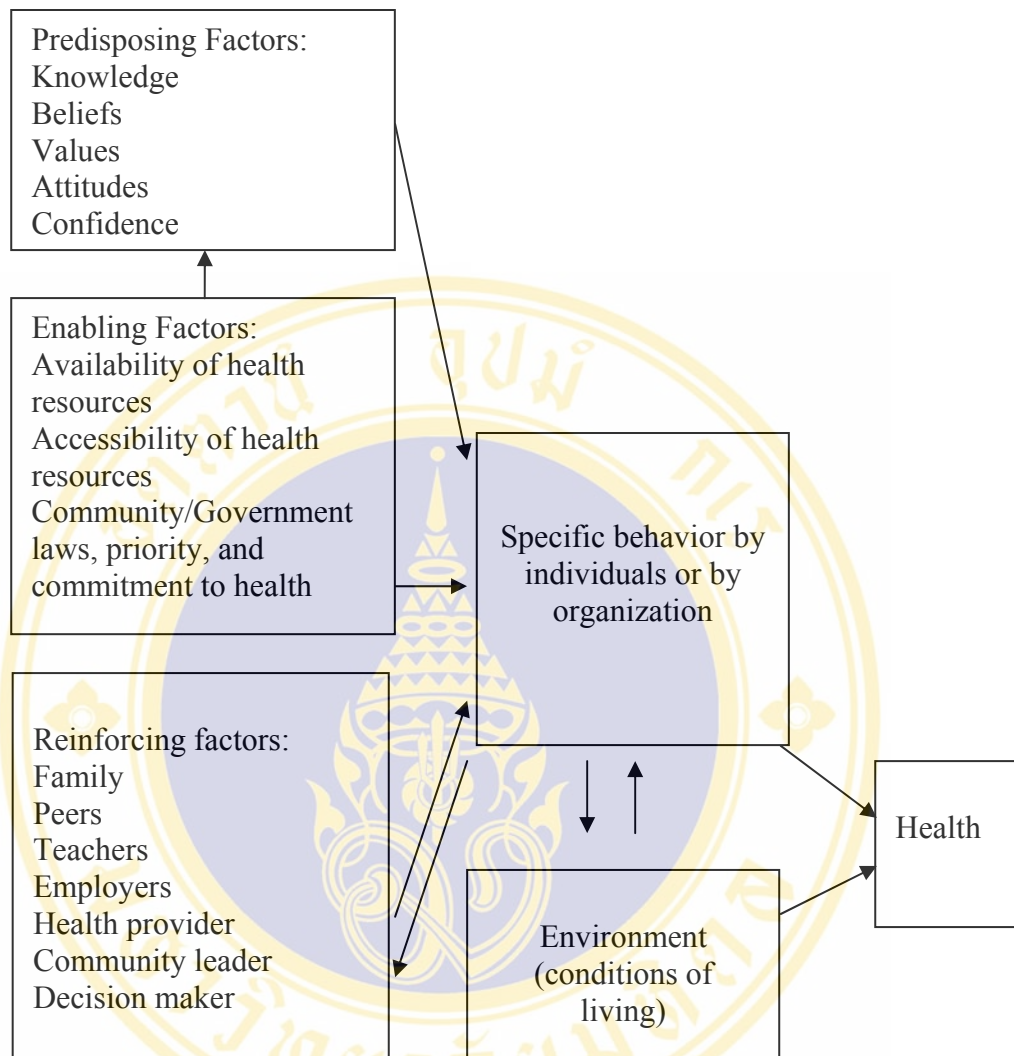 Predisposing Factors:
Knowledge
Beliefs
Values
Attitudes
Confidence
Enabling Factors:
Availability of health
resources
Accessibility of health
resources
Community/Government
laws, priority, and
commitment to health
Specific behavior by
individuals or by
organization
Reinforcing factors:
Family
Peers
Teachers
Employers
Health provider
Community leader
Decision maker
Environment
(conditions of
living)
Health